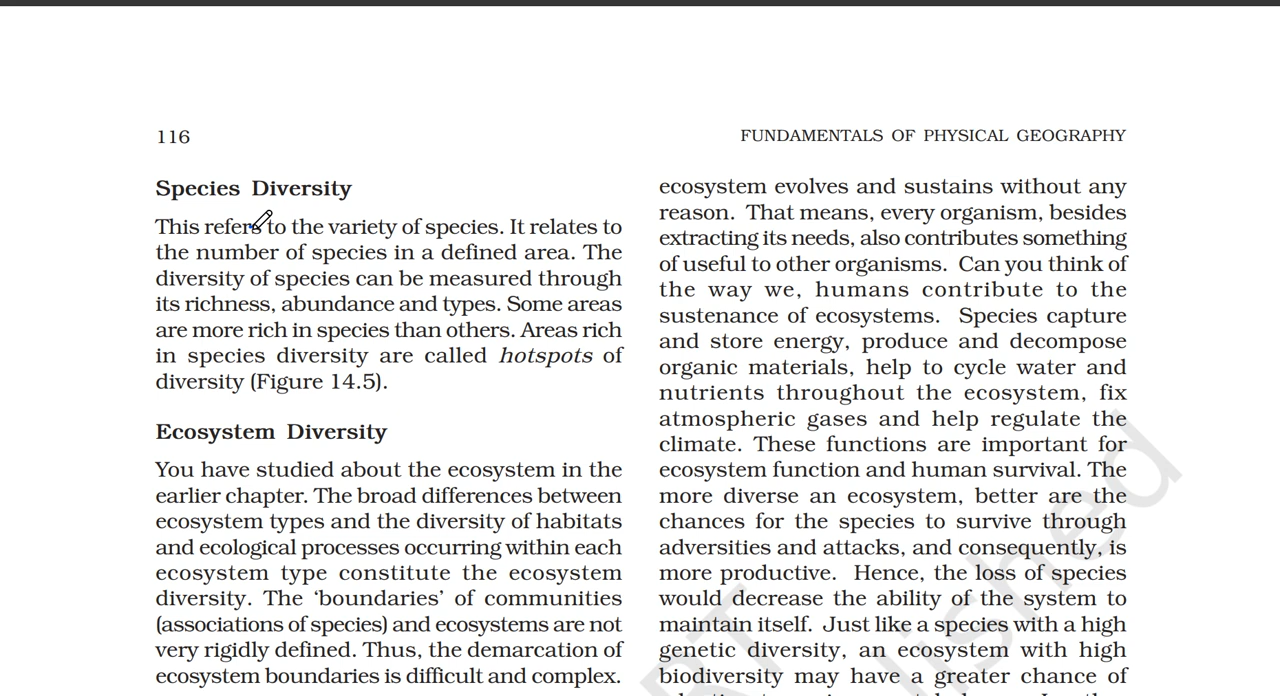 116
FUNDAMENTALS OF PHYSICAL GEOGRAPHY
Species Diversity
This refers to the variety of species. It relates to
the number of species in a defined area. The
diversity of species can be measured through
its richness, abundance and types. Some areas
are more rich in species than others. Areas rich
in species diversity are called hotspots of
diversity (Figure 14.5).
Ecosystem Diversity
You have studied about the ecosystem in the
earlier chapter. The broad differences between
ecosystem types and the diversity of habitats
and ecological processes occurring within each
ecosystem type constitute the ecosystem
diversity. The ‘boundaries’ of communities
(associations of species) and ecosystems are not
very rigidly defined. Thus, the demarcation of
ecosystem boundaries is difficult and complex.
ecosystem evolves and sustains without any
reason. That means, every organism, besides
extracting its needs, also contributes something
of useful to other organisms. Can you think of
the way we, humans contribute to the
sustenance of ecosystems. Species capture
and store energy, produce and decompose
organic materials, help to cycle water and
nutrients throughout the ecosystem, fix
atmospheric gases and help regulate the
climate. These functions are important for
ecosystem function and human survival. The
more diverse an ecosystem, better are the
chances for the species to survive through
adversities and attacks, and consequently, is
more productive. Hence, the loss of species
would decrease the ability of the system to
maintain itself. Just like a species with a high
genetic diversity, an ecosystem with high
biodiversity may have a greater chance of